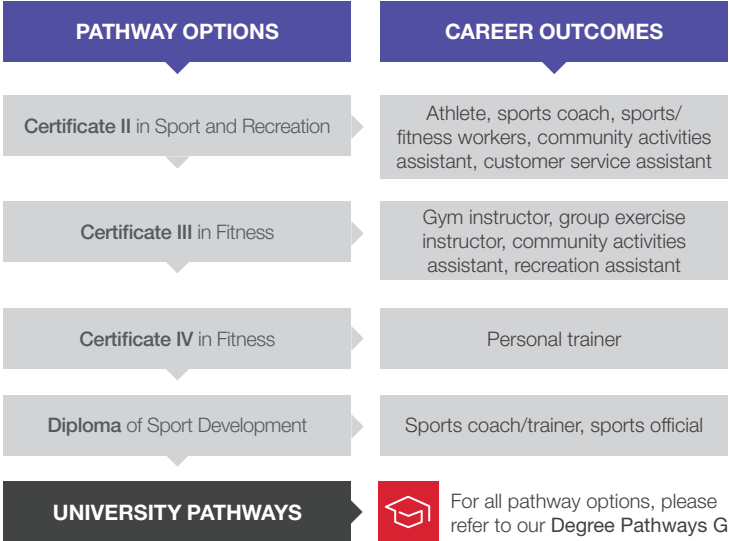 PATHWAY OPTIONS
CAREER OUTCOMES
Certificate II in Sport and Recreation
Athlete, sports coach, sports/
fitness workers, community activities
assistant, customer service assistant
Certificate III in Fitness
Gym instructor, group exercise
instructor, community activities
assistant, recreation assistant
Certificate IV in Fitness
Personal trainer
Diploma of Sport Development
Sports coach/trainer, sports official
UNIVERSITY PATHWAYS
For all pathway options, please
refer to our Degree Pathways G